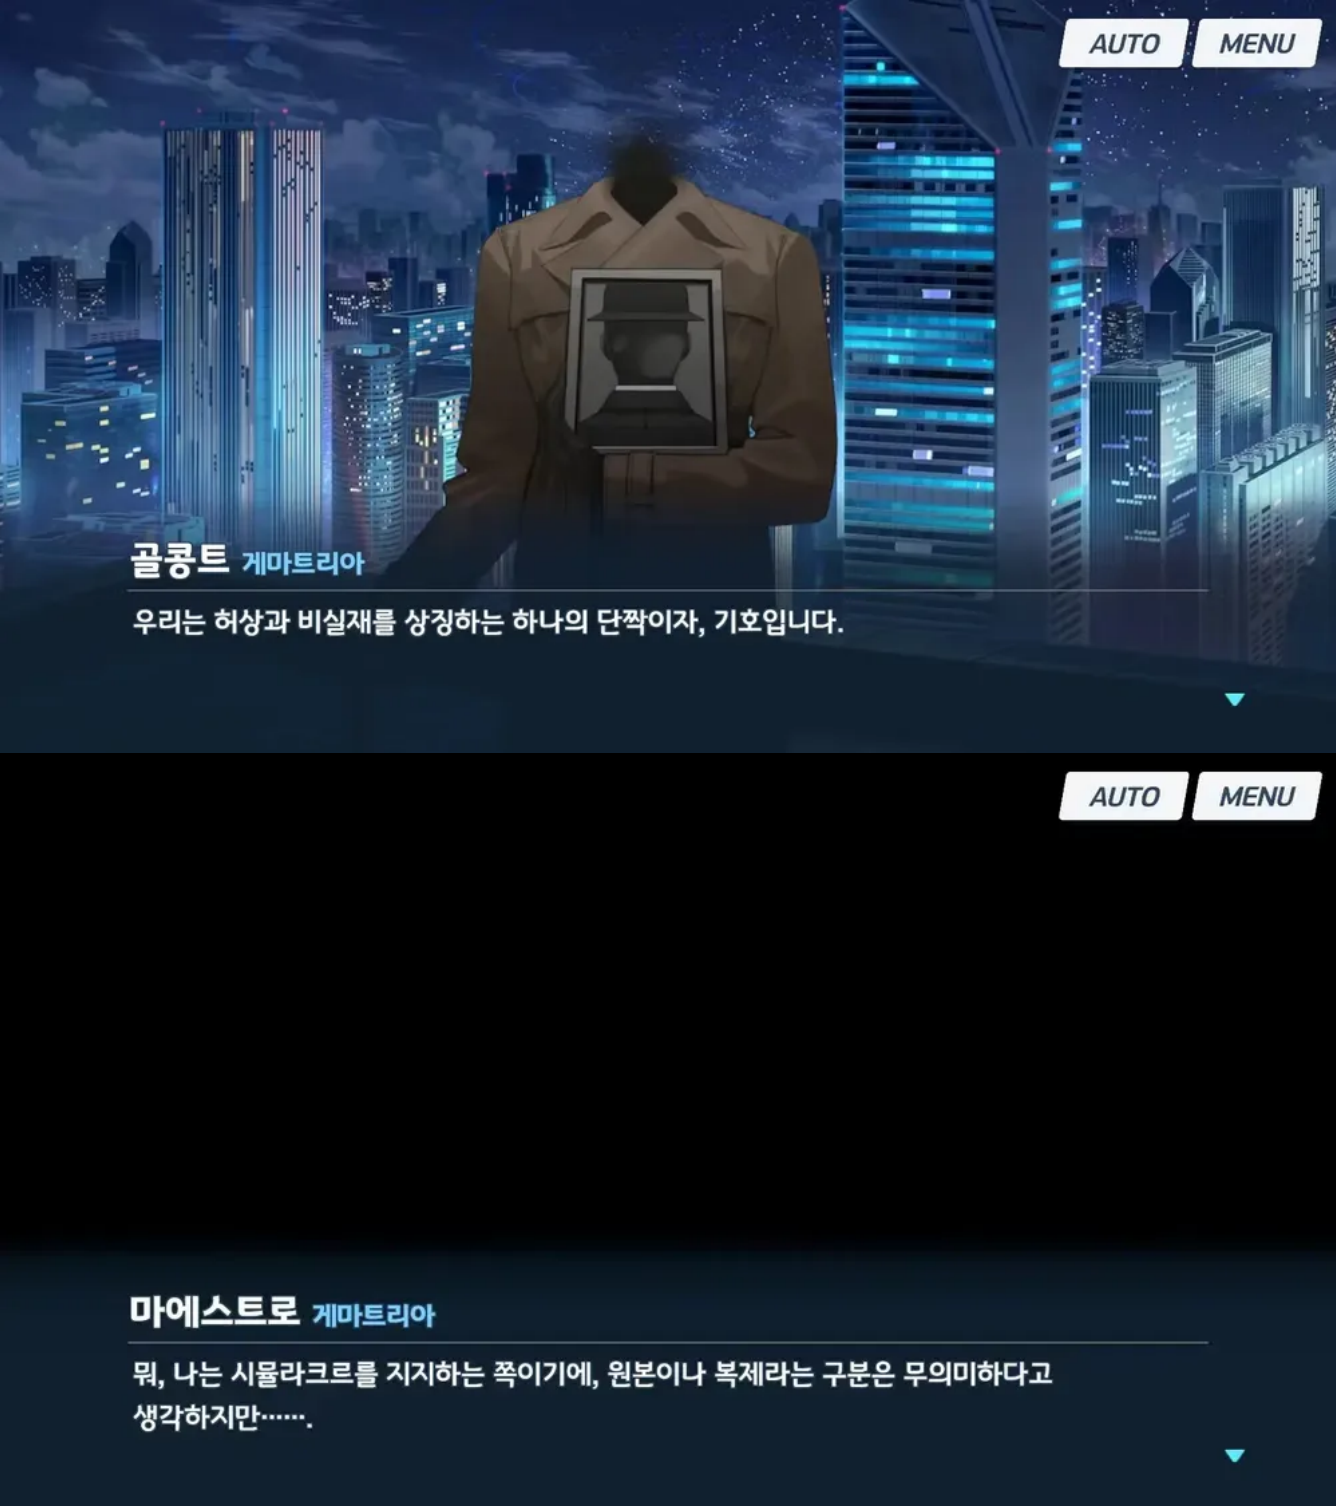 AUTO MENU
골콩트 게마트리아
우리는 허상과 비실재를 상징하는 하나의 단짝이자, 기호입니다.
AUTO MENU
마에스트로 게마트리아
뭐, 나는 시뮬라크르를 지지하는 쪽이기에, 원본이나 복제라는 구분은 무의미하다고
생각하지만…….